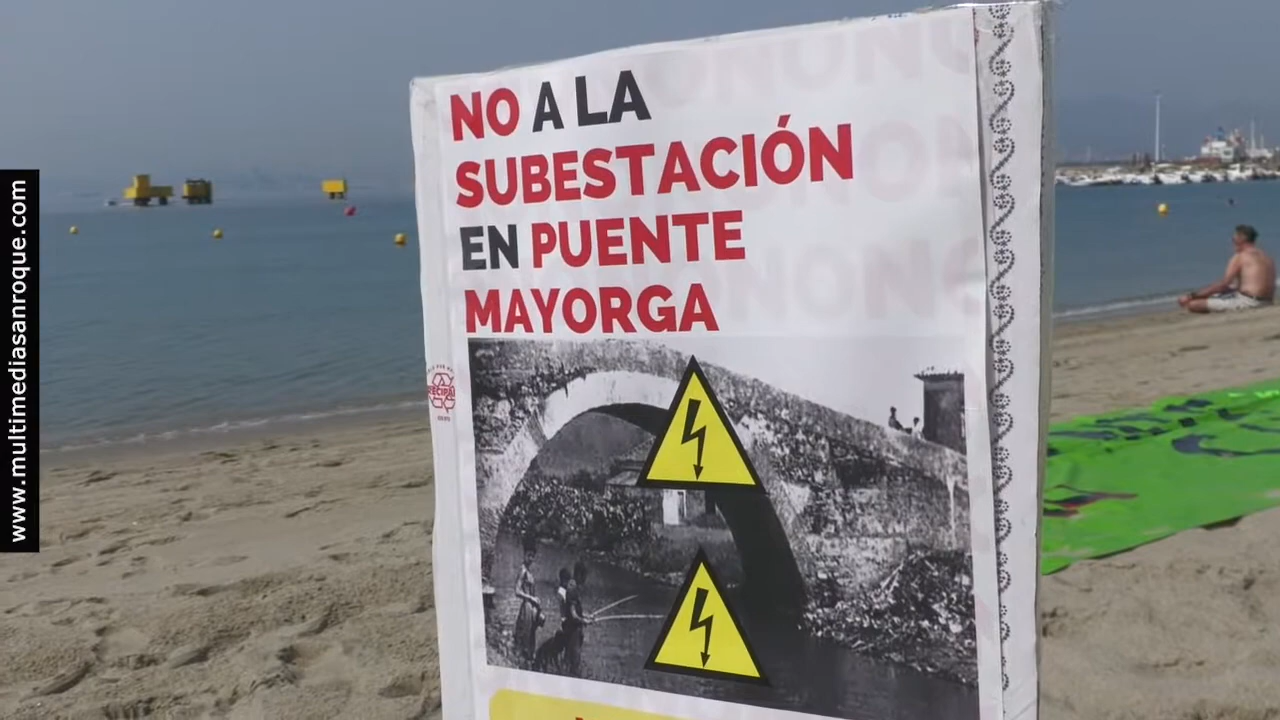 NO A LA
SUBESTACIÓN
EN PUENTE
MAYORGA
www.multimediasanroque.com